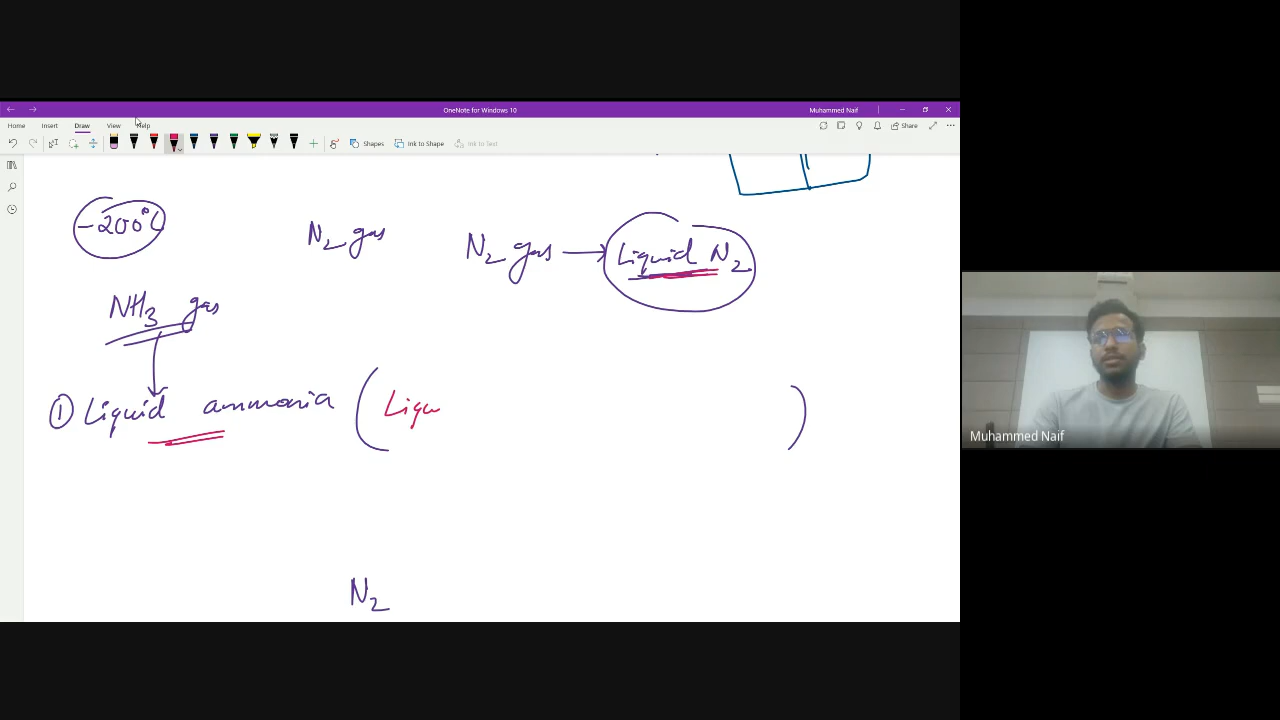 OneNote for Windows 10
Muhammed Naif
Home Insert Draw View Help
Share
Shapes Ink to Shape Ink to Text
-200°C
N2 gas
N2 gas → Liquid N2
NH3 gas
① Liquid ammonia ( Liqu )
N2
Muhammed Naif